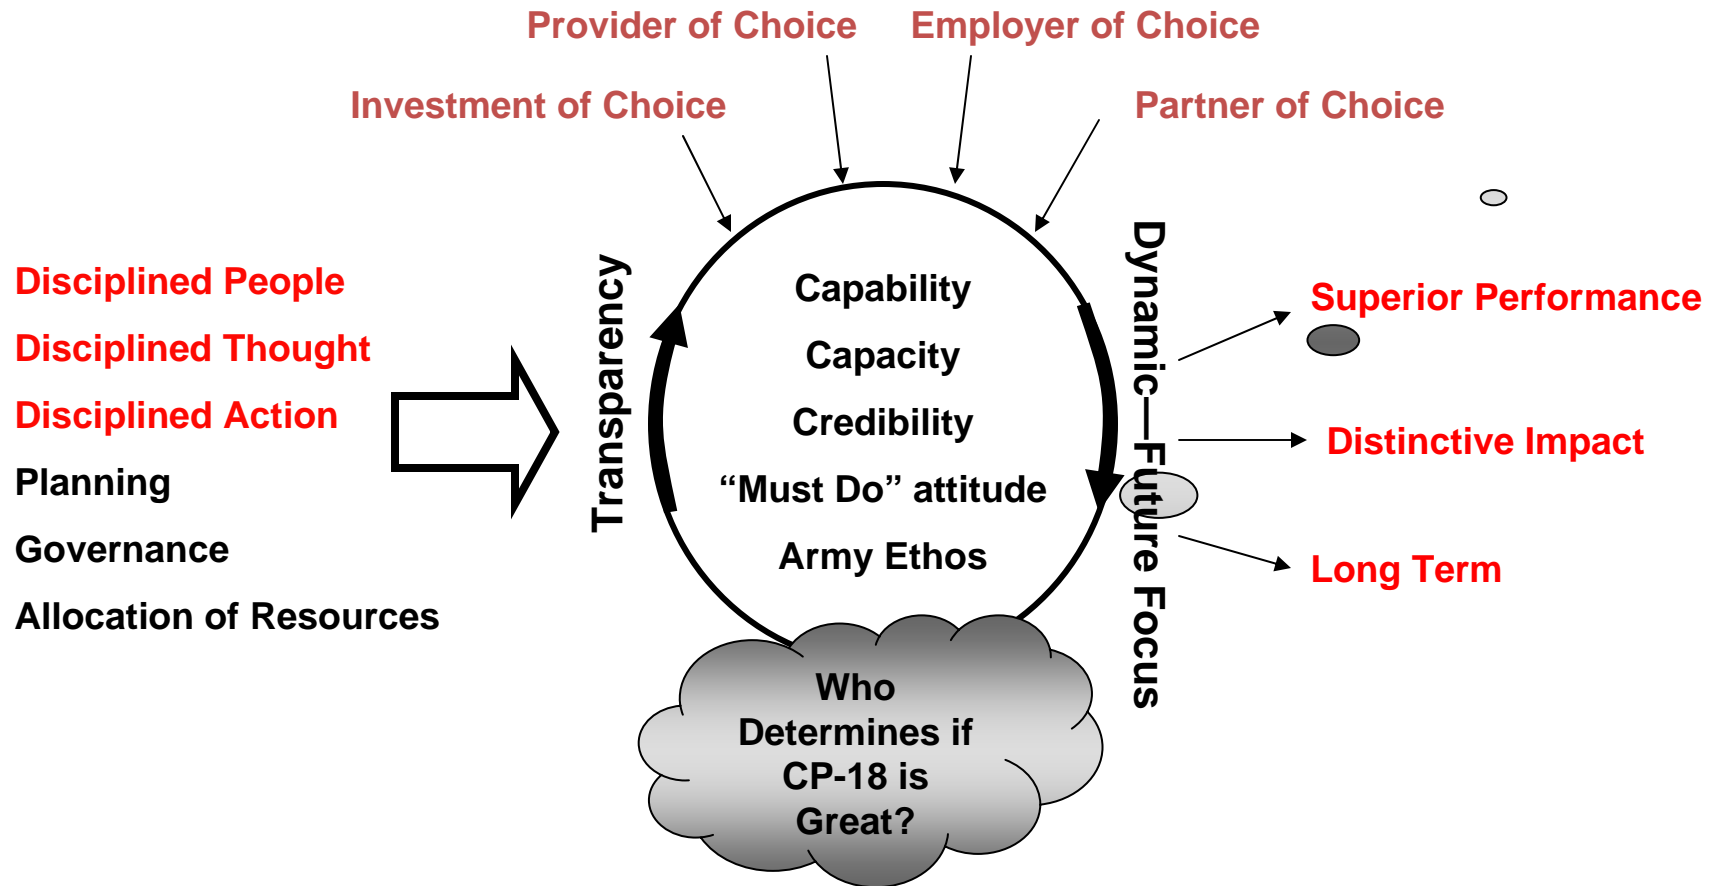 Provider of Choice
Employer of Choice
Investment of Choice
Partner of Choice
Disciplined People
Disciplined Thought
Disciplined Action
Planning
Governance
Allocation of Resources
Transparency
Capability
Capacity
Credibility
“Must Do” attitude
Army Ethos
Dynamic—Future Focus
Superior Performance
Distinctive Impact
Long Term
Who
Determines if
CP-18 is
Great?